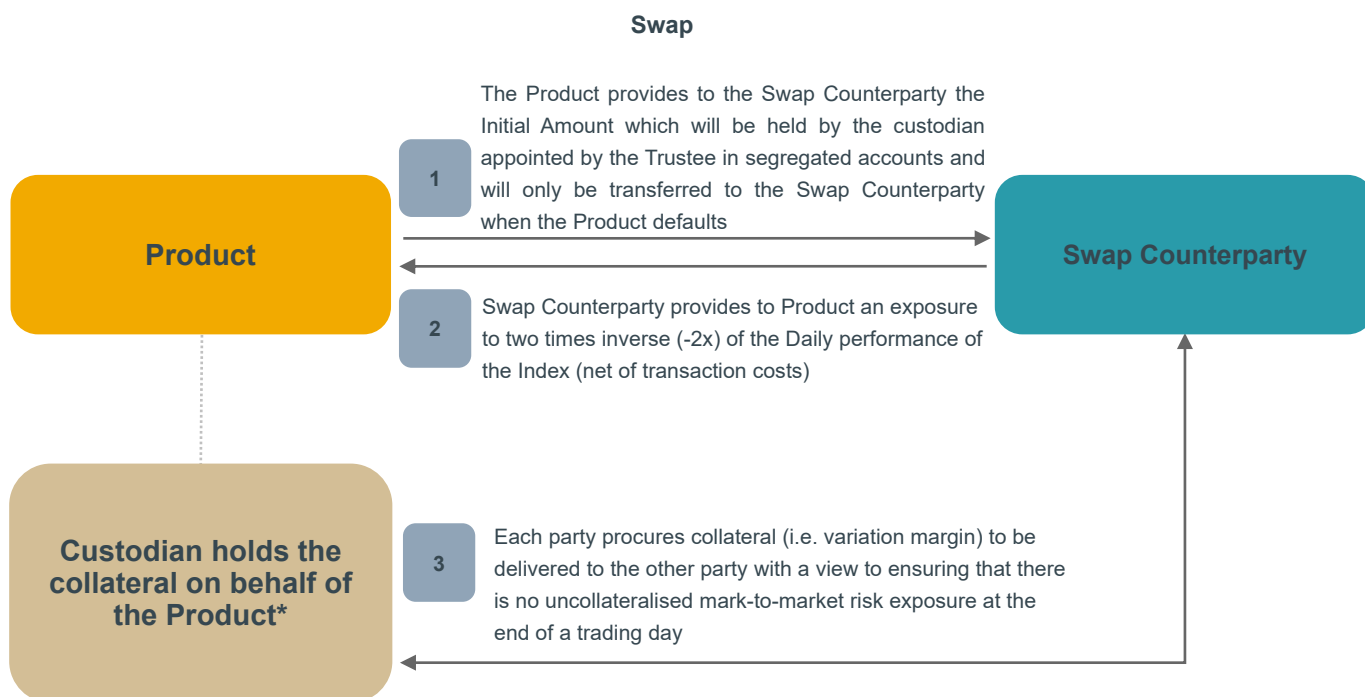 Swap
The Product provides to the Swap Counterparty the
Initial Amount which will be held by the custodian
appointed by the Trustee in segregated accounts and
will only be transferred to the Swap Counterparty
when the Product defaults
1
Product
Swap Counterparty
2
Swap Counterparty provides to Product an exposure
to two times inverse (-2x) of the Daily performance of
the Index (net of transaction costs)
Custodian holds the
collateral on behalf of
the Product*
3
Each party procures collateral (i.e. variation margin) to be
delivered to the other party with a view to ensuring that there
is no uncollateralised mark-to-market risk exposure at the
end of a trading day